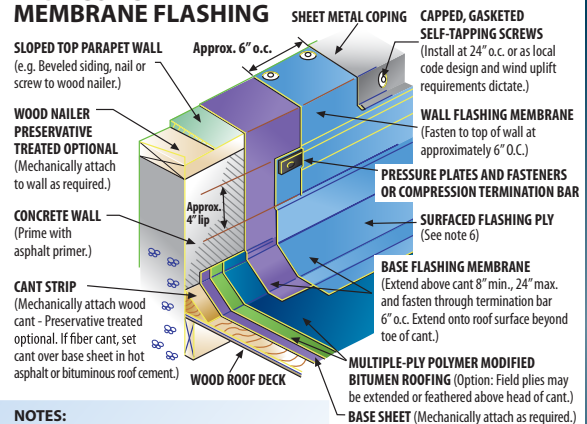 MEMBRANE FLASHING
SHEET METAL COPING
CAPPED, GASKETED
SELF-TAPPING SCREWS
(Install at 24” o.c. or as local
code design and wind uplift
requirements dictate.)
SLOPED TOP PARAPET WALL
(e.g. Beveled siding, nail or
screw to wood nailer.)
Approx. 6” o.c.
WOOD NAILER
PRESERVATIVE
TREATED OPTIONAL
(Mechanically attach
to wall as required.)
WALL FLASHING MEMBRANE
(Fasten to top of wall at
approximately 6” O.C.)
PRESSURE PLATES AND FASTENERS
OR COMPRESSION TERMINATION BAR
Approx.
4” lip
CONCRETE WALL
(Prime with
asphalt primer.)
SURFACED FLASHING PLY
(See note 6)
BASE FLASHING MEMBRANE
(Extend above cant 8” min., 24” max.
and fasten through termination bar
6” o.c. Extend onto roof surface beyond
toe of cant.)
CANT STRIP
(Mechanically attach wood
cant - Preservative treated
optional. If fiber cant, set
cant over base sheet in hot
asphalt or bituminous roof cement.)
WOOD ROOF DECK
MULTIPLE-PLY POLYMER MODIFIED
BITUMEN ROOFING (Option: Field plies may
be extended or feathered above head of cant.)
BASE SHEET (Mechanically attach as required.)
NOTES: